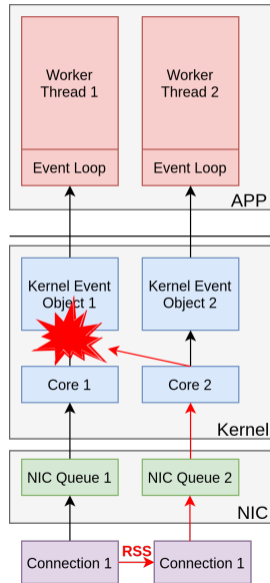 Worker
Thread 1
Worker
Thread 2
Event Loop
Event Loop
APP
Kernel Event
Object 1
Kernel Event
Object 2
Core 1
Core 2
Kernel
NIC Queue 1
NIC Queue 2
NIC
Connection 1
RSS
Connection 1